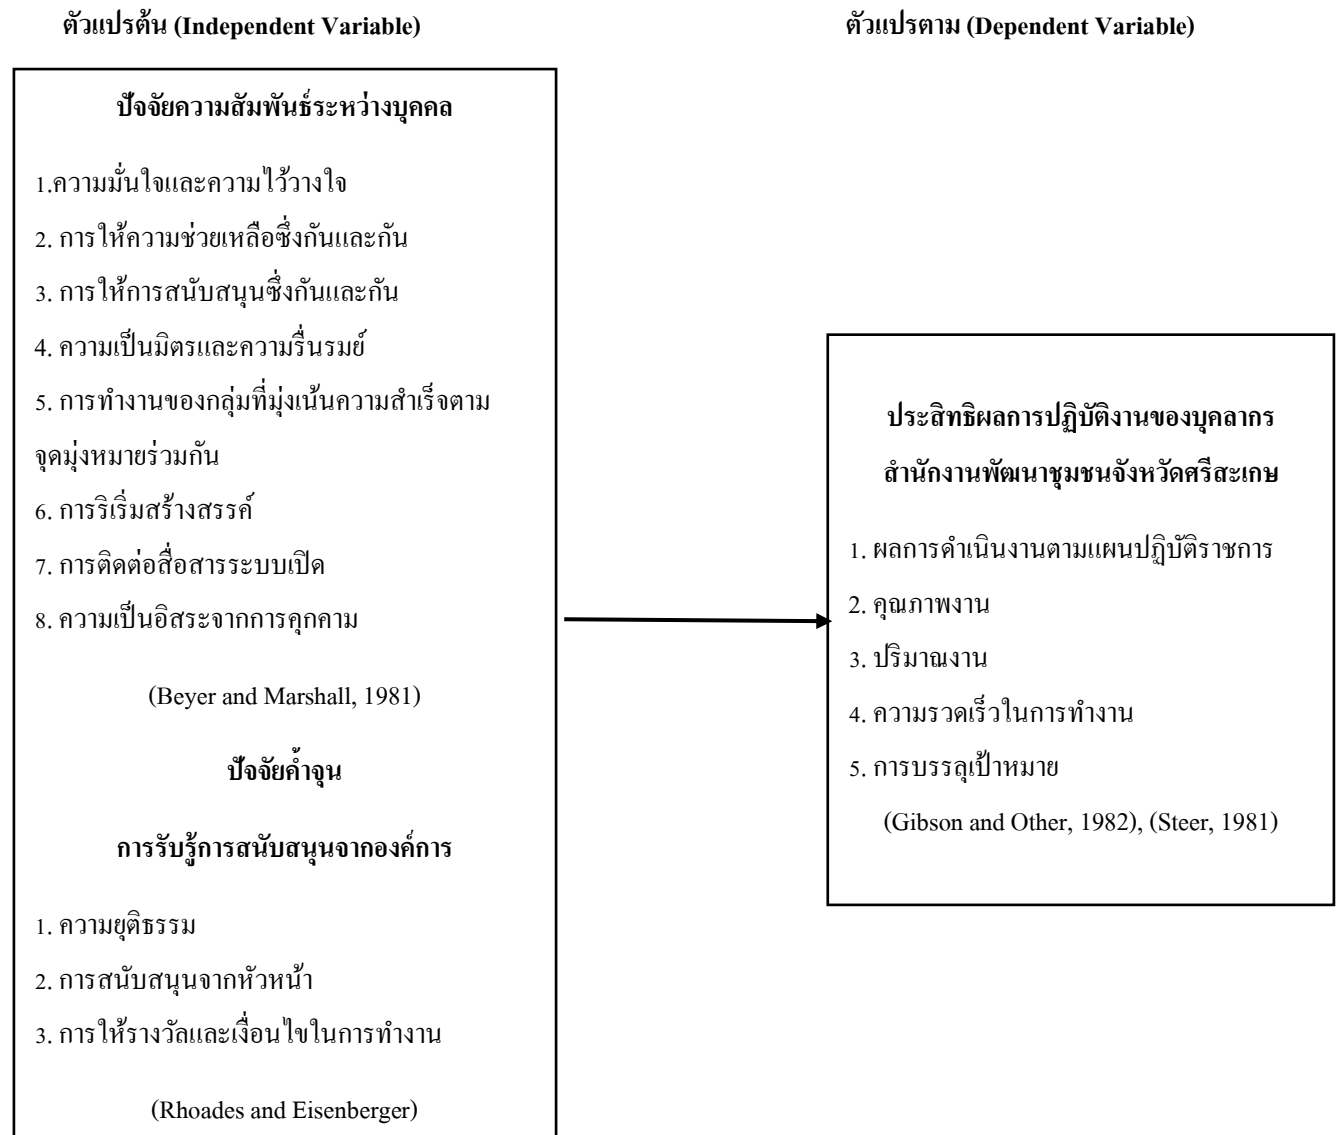 ตัวแปรต้น (Independent Variable)
ปัจจัยความสัมพันธ์ระหว่างบุคคล
1.ความมั่นใจและความไว้วางใจ
2. การให้ความช่วยเหลือซึ่งกันและกัน
3. การให้การสนับสนุนซึ่งกันและกัน
4. ความเป็นมิตรและความรื่นรมย์
5. การทำงานของกลุ่มที่มุ่งเน้นความสำเร็จตาม
จุดมุ่งหมายร่วมกัน
6. การริเริ่มสร้างสรรค์
7. การติดต่อสื่อสารระบบเปิด
8. ความเป็นอิสระจากการคุกคาม
(Beyer and Marshall, 1981)
ปัจจัยค้ำจุน
การรับรู้การสนับสนุนจากองค์การ
1. ความยุติธรรม
2. การสนับสนุนจากหัวหน้า
3. การให้รางวัลและเงื่อนไขในการทำงาน
(Rhoades and Eisenberger)
ตัวแปรตาม (Dependent Variable)
ประสิทธิผลการปฏิบัติงานของบุคลากร
สำนักงานพัฒนาชุมชนจังหวัดศรีสะเกษ
1. ผลการดำเนินงานตามแผนปฏิบัติราชการ
2. คุณภาพงาน
3. ปริมาณงาน
4. ความรวดเร็วในการทำงาน
5. การบรรลุเป้าหมาย
(Gibson and Other, 1982), (Steer, 1981)